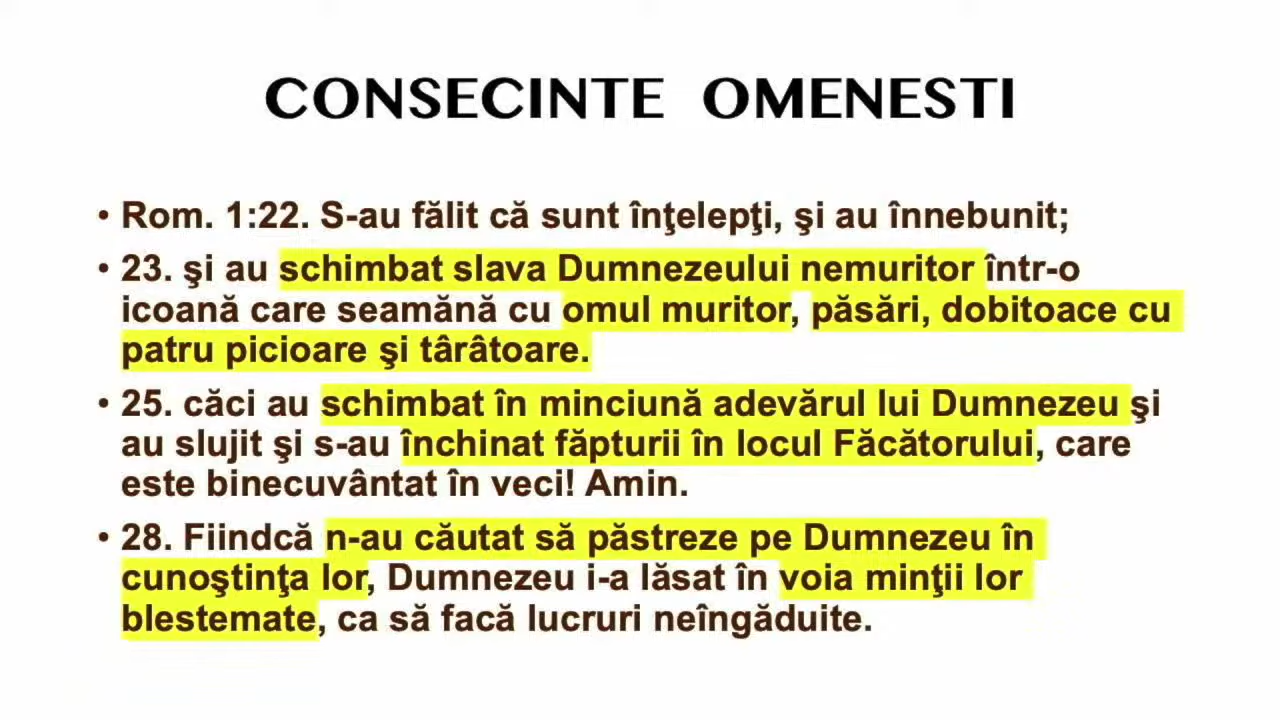 CONSECINTE OMENESTI
• Rom. 1:22. S-au fălit că sunt înţelepţi, şi au înnebunit;
• 23. şi au schimbat slava Dumnezeului nemuritor într-o
icoană care seamănă cu omul muritor, păsări, dobitoace cu
patru picioare şi târâtoare.
• 25. căci au schimbat în minciună adevărul lui Dumnezeu şi
au slujit şi s-au închinat făpturii în locul Făcătorului, care
este binecuvântat în veci! Amin.
• 28. Fiindcă n-au căutat să păstreze pe Dumnezeu în
cunoştinţa lor, Dumnezeu i-a lăsat în voia minţii lor
blestemate, ca să facă lucruri neîngăduite.